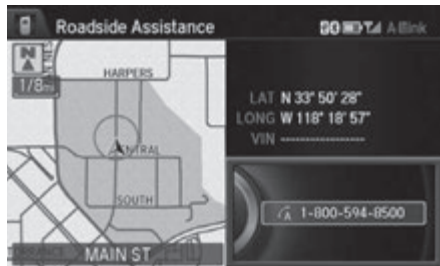 Roadside Assistance
N
1/8mi
HARPERS
CENTRAL
SOUTH
MAIN ST
LAT N 33° 50' 28"
LONG W 118° 18' 57"
VIN -----------------
1-800-594-8500